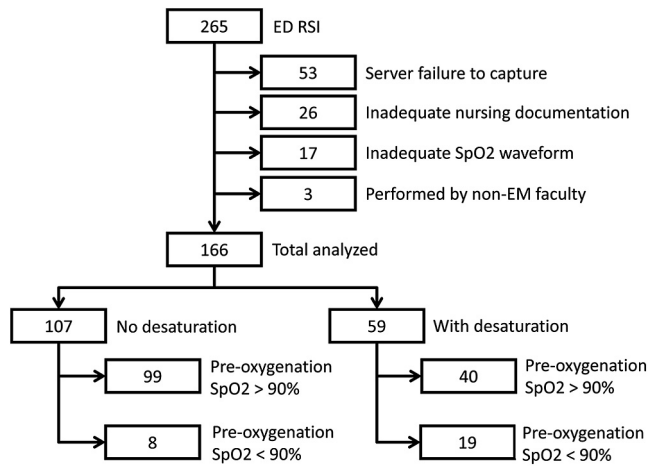 265 ED RSI
53 Server failure to capture
26 Inadequate nursing documentation
17 Inadequate SpO2 waveform
3 Performed by non-EM faculty
166 Total analyzed
107 No desaturation
59 With desaturation
99 Pre-oxygenation
SpO2 > 90%
40 Pre-oxygenation
SpO2 > 90%
8 Pre-oxygenation
SpO2 < 90%
19 Pre-oxygenation
SpO2 < 90%